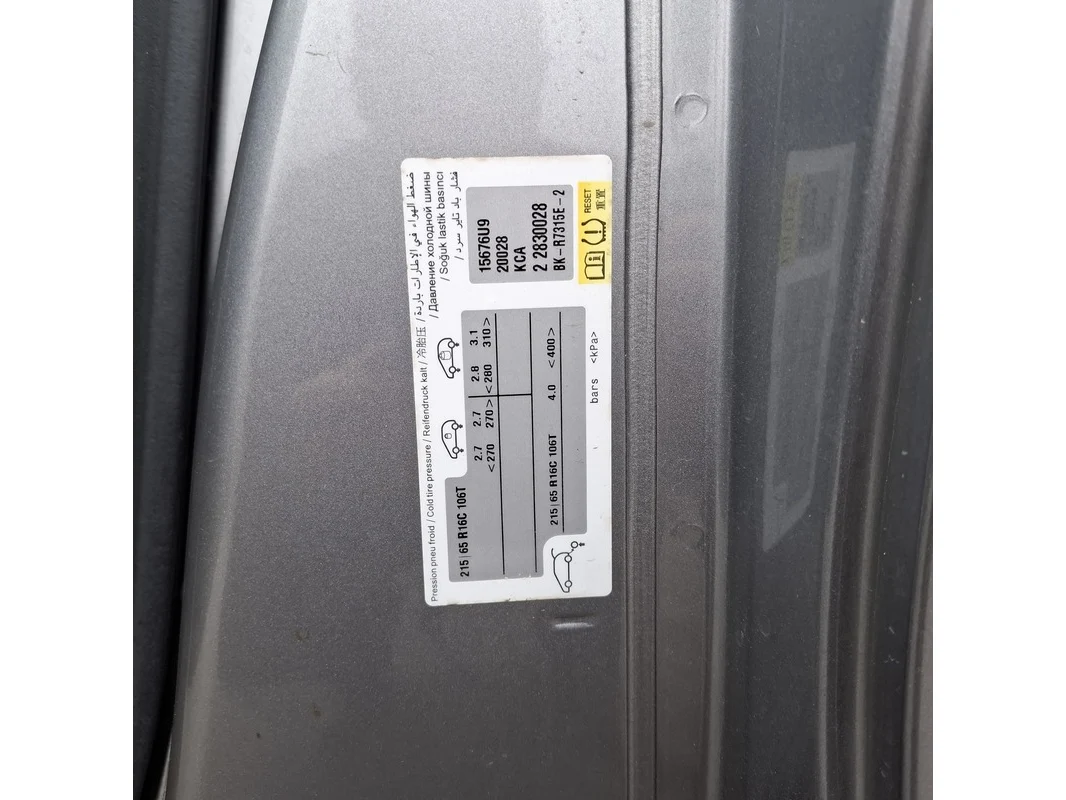 Pression pneu froid / Cold tire pressure / Reifendruck kalt / 冷胎压 / ضغط الهواء في الإطارات باردة
/ Давление холодной шины
/ Soğuk lastik basıncı
/ فشار باد تایر سرد
215|65 R16C 106T
2.7 2.7 2.8 3.1
<270 270> <280 310>
215|65 R16C 106T 4.0 <400>
bars <kPa>
15676U9
20028
KCA
2 2830028
BK-R7315E-2
RESET
重置